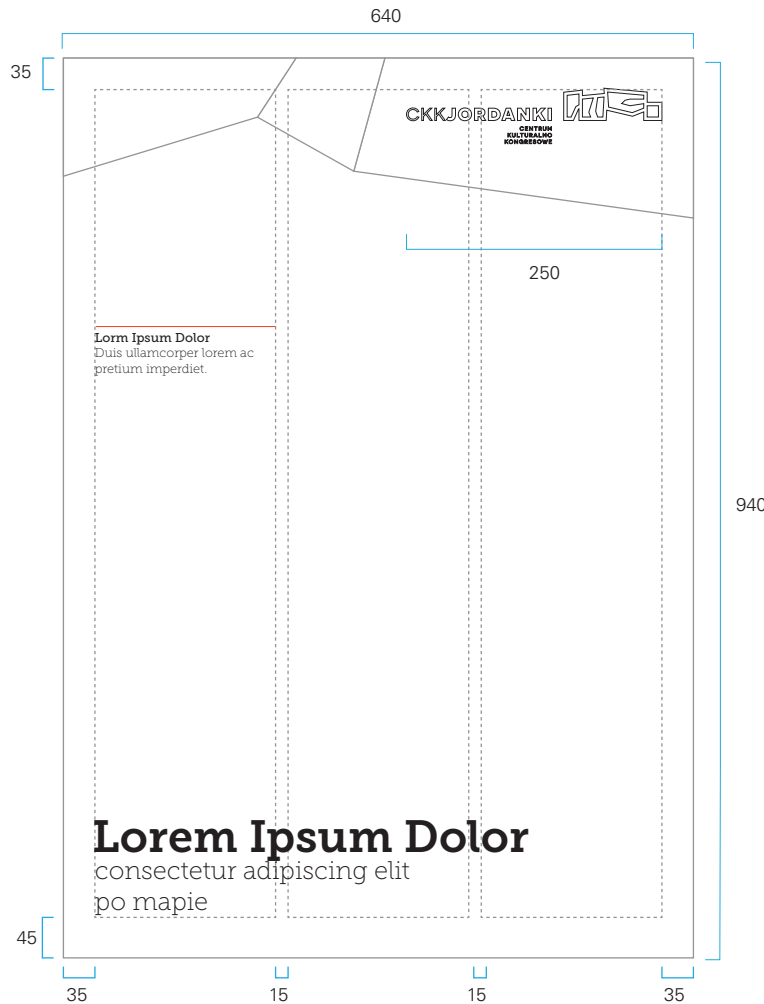 640
35
CKKJORDANKI
CENTRUM
KULTURALNO
KONGRESOWE
250
Lorm Ipsum Dolor
Duis ullamcorper lorem ac
pretium imperdiet.
940
Lorem Ipsum Dolor
consectetur adipiscing elit
po mapie
45
35
15
15
35